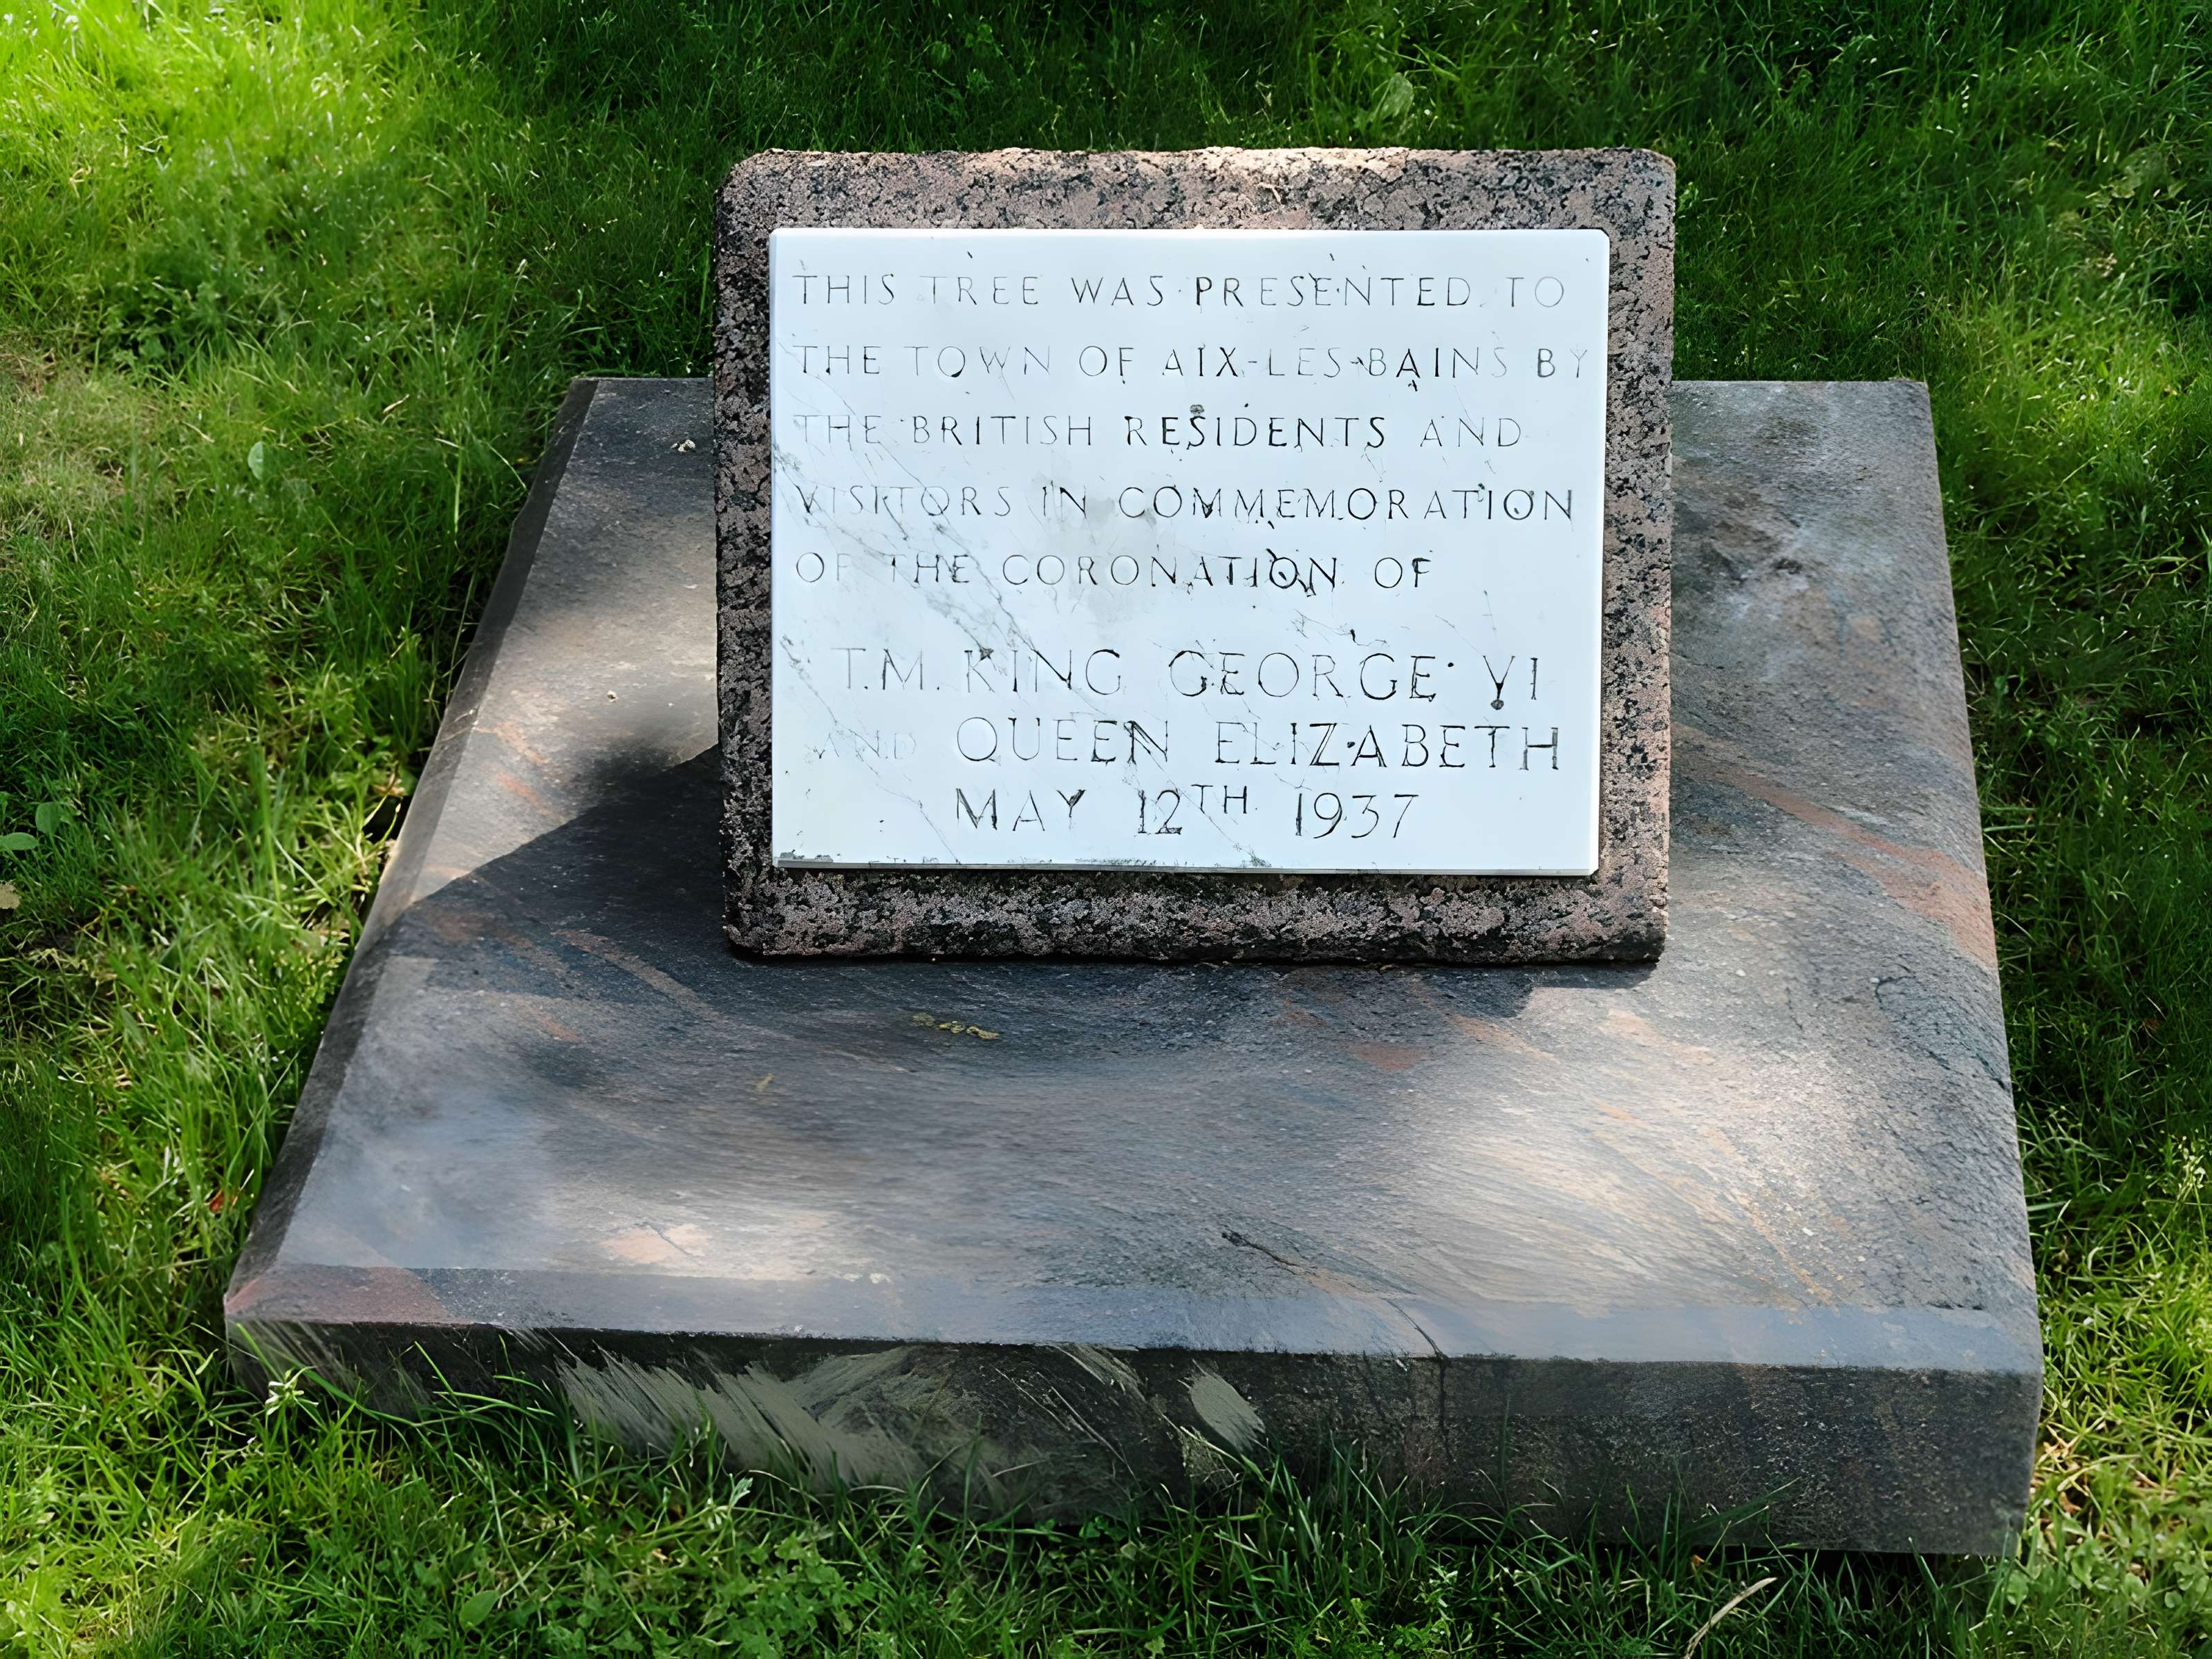 THIS TREE WAS PRESENTED TO
THE TOWN OF AIX-LES-BAINS BY
THE BRITISH RESIDENTS AND
VISITORS IN COMMEMORATION
OF THE CORONATION OF
T.M. KING GEORGE VI
AND QUEEN ELIZABETH
MAY 12TH 1937